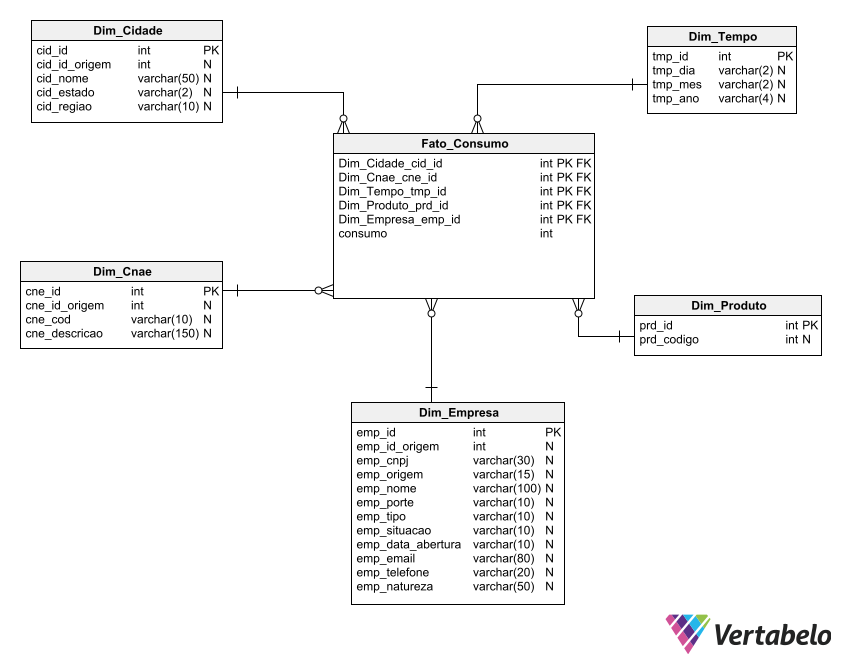 Dim_Cidade
cid_id int PK
cid_id_origem int N
cid_nome varchar(50) N
cid_estado varchar(2) N
cid_regiao varchar(10) N
Dim_Tempo
tmp_id int PK
tmp_dia varchar(2) N
tmp_mes varchar(2) N
tmp_ano varchar(4) N
Fato_Consumo
Dim_Cidade_cid_id int PK FK
Dim_Cnae_cne_id int PK FK
Dim_Tempo_tmp_id int PK FK
Dim_Produto_prd_id int PK FK
Dim_Empresa_emp_id int PK FK
consumo int
Dim_Cnae
cne_id int PK
cne_id_origem int N
cne_cod varchar(10) N
cne_descricao varchar(150) N
Dim_Produto
prd_id int PK
prd_codigo int N
Dim_Empresa
emp_id int PK
emp_id_origem int N
emp_cnpj varchar(30) N
emp_origem varchar(15) N
emp_nome varchar(100) N
emp_porte varchar(10) N
emp_tipo varchar(10) N
emp_situacao varchar(10) N
emp_data_abertura varchar(10) N
emp_email varchar(80) N
emp_telefone varchar(20) N
emp_natureza varchar(50) N
Vertabelo